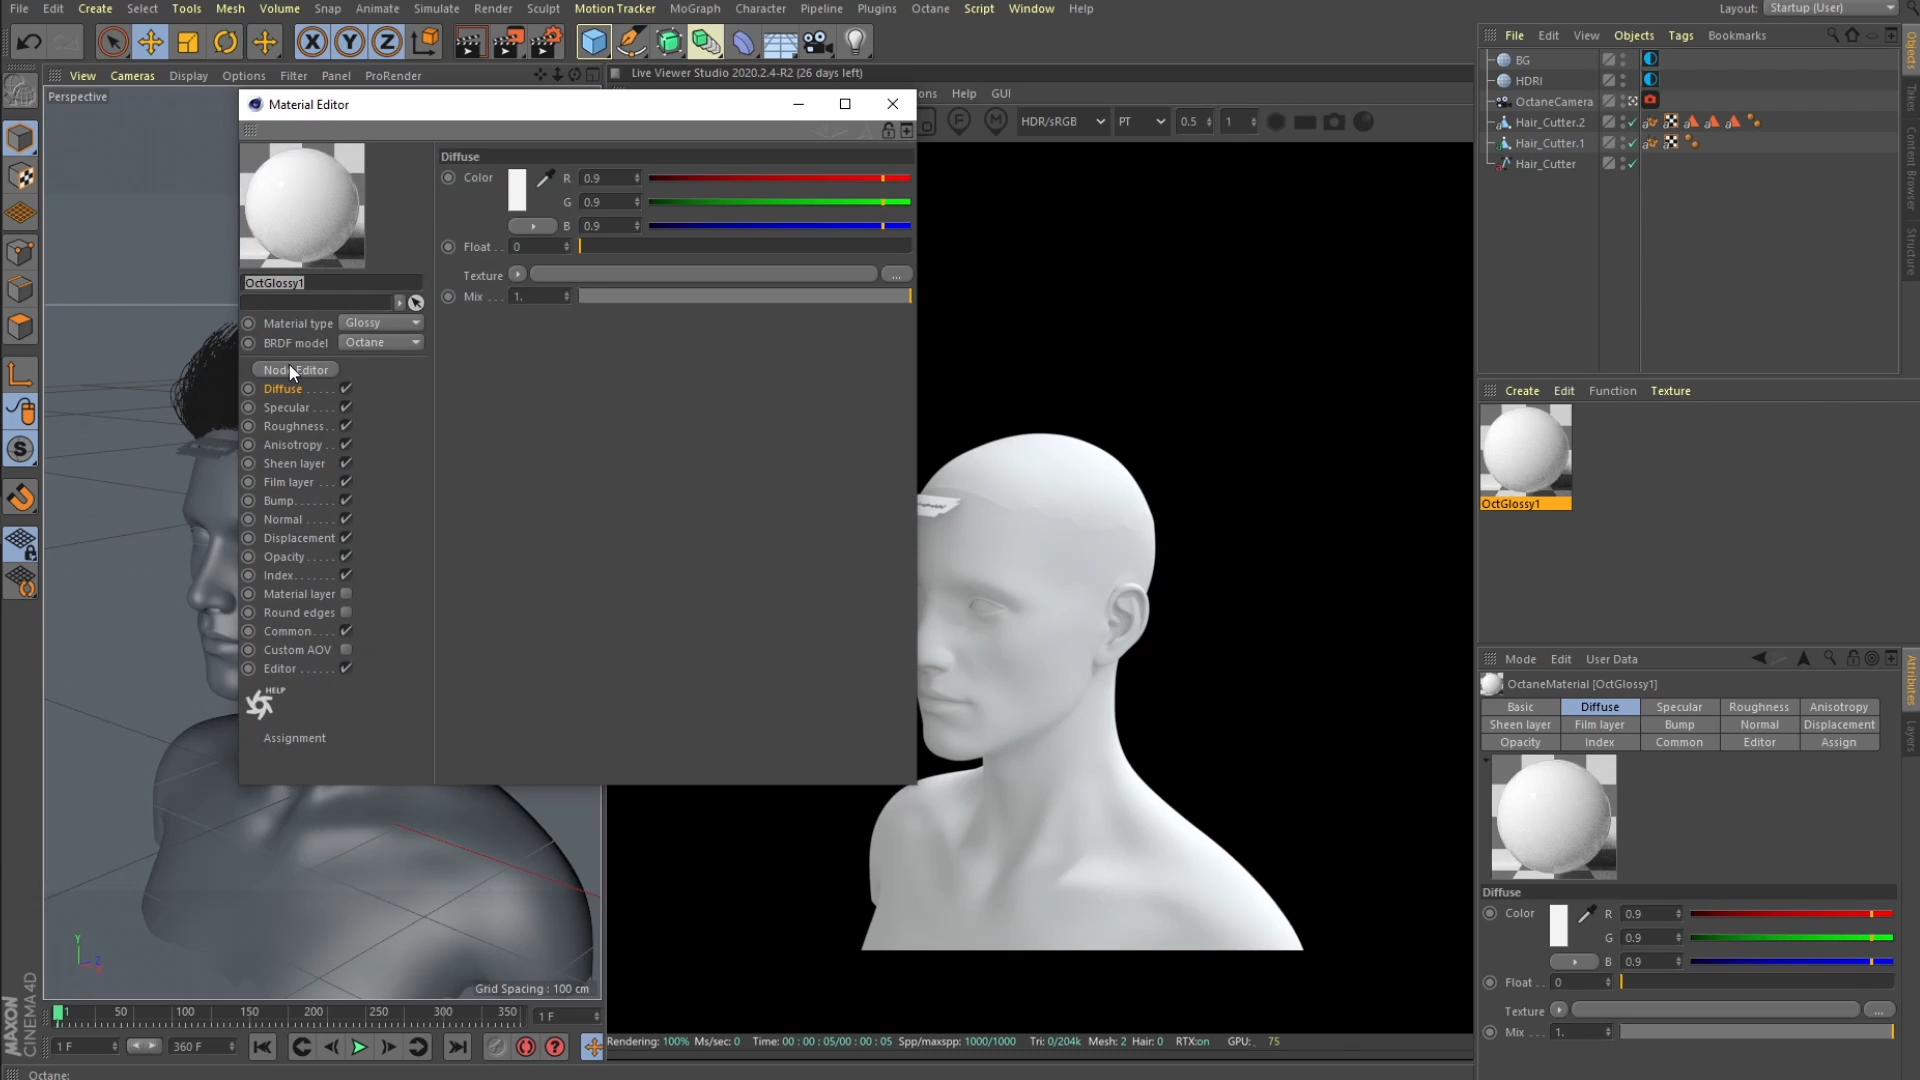 File Edit Create Select Tools Mesh Volume Snap Animate Simulate Render Sculpt Motion Tracker MoGraph Character Pipeline Plugins Octane Script Window Help Layout: Startup (User)
X Y Z
View Cameras Display Options Filter Panel ProRender
Perspective
Live Viewer Studio 2020.2.4-R2 (26 days left)
ons Help GUI
HDR/sRGB PT 0.5 1
Material Editor
OctGlossy1
Material type Glossy
BRDF model Octane
Node Editor
Diffuse
Specular
Roughness
Anisotropy
Sheen layer
Film layer
Bump
Normal
Displacement
Opacity
Index
Material layer
Round edges
Common
Custom AOV
Editor
HELP
Assignment
Diffuse
Color R 0.9
G 0.9
B 0.9
Float 0
Texture ...
Mix 1.
File Edit View Objects Tags Bookmarks
BG
HDRI
OctaneCamera
Hair_Cutter.2
Hair_Cutter.1
Hair_Cutter
Objects
Takes
Content Browser
Structure
Create Edit Function Texture
OctGlossy1
Mode Edit User Data
OctaneMaterial [OctGlossy1]
Basic Diffuse Specular Roughness Anisotropy
Sheen layer Film layer Bump Normal Displacement
Opacity Index Common Editor Assign
Diffuse
Color R 0.9
G 0.9
B 0.9
Float 0
Texture ...
Mix 1.
Attributes
Layers
Y
Z
Grid Spacing : 100 cm
1 50 100 150 200 250 300 350 1 F
1 F 360 F
Rendering: 100% Ms/sec: 0 Time: 00 : 00 : 05/00 : 00 : 05 Spp/maxspp: 1000/1000 Tri: 0/204k Mesh: 2 Hair: 0 RTX:on GPU: 75
MAXON
CINEMA 4D
Octane: